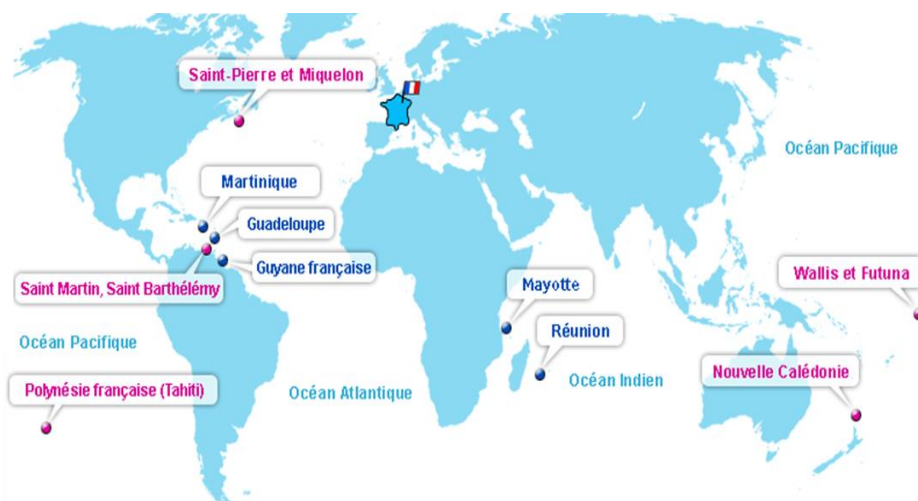 Saint-Pierre et Miquelon
Océan Pacifique
Martinique
Guadeloupe
Guyane française
Saint Martin, Saint Barthélémy
Wallis et Futuna
Mayotte
Réunion
Océan Pacifique
Nouvelle Calédonie
Océan Indien
Polynésie française (Tahiti)
Océan Atlantique